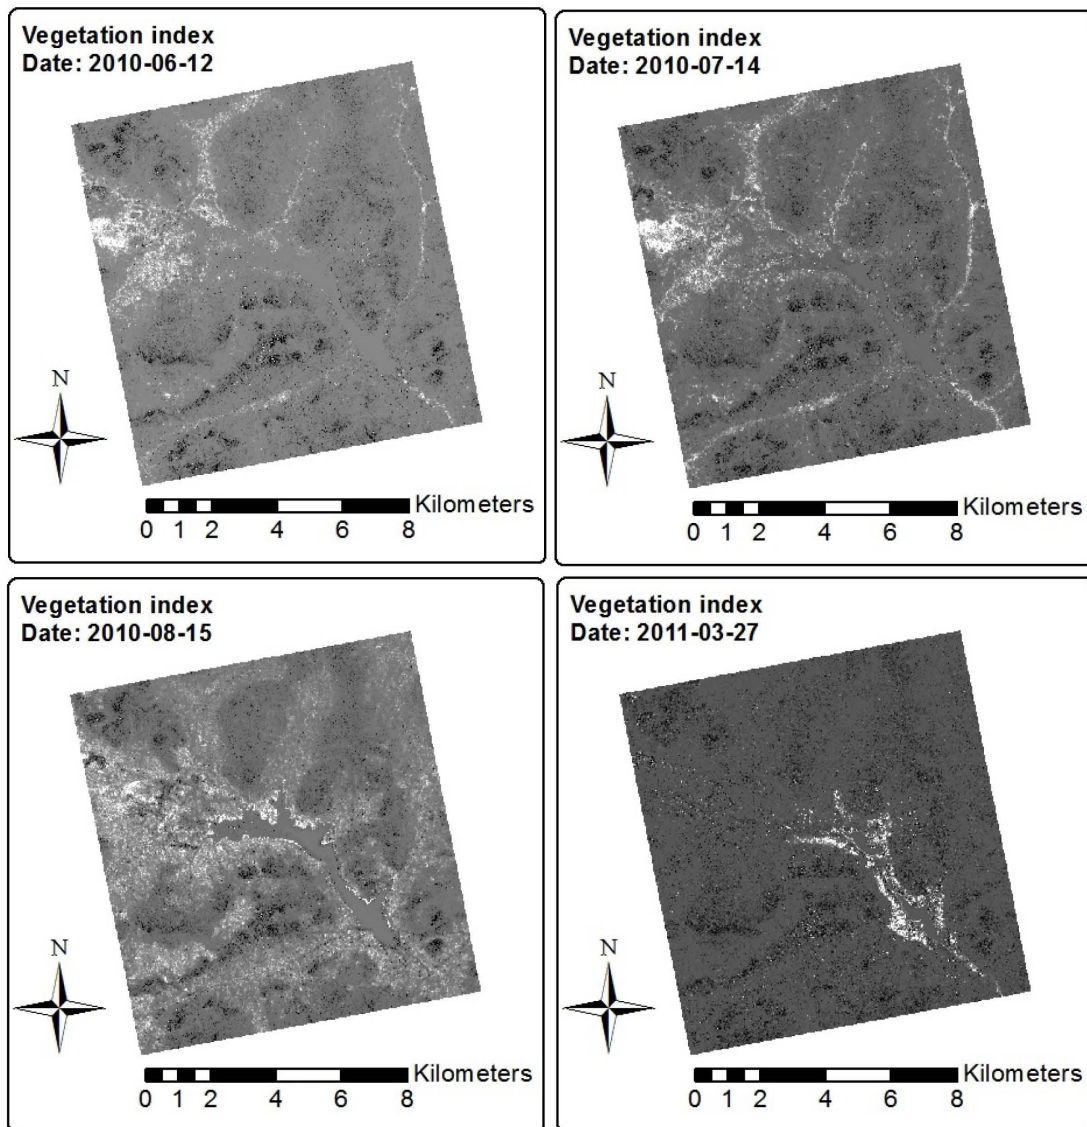 Vegetation index
Date: 2010-06-12
N
Kilometers
0 1 2 4 6 8
Vegetation index
Date: 2010-07-14
N
Kilometers
0 1 2 4 6 8
Vegetation index
Date: 2010-08-15
N
Kilometers
0 1 2 4 6 8
Vegetation index
Date: 2011-03-27
N
Kilometers
0 1 2 4 6 8